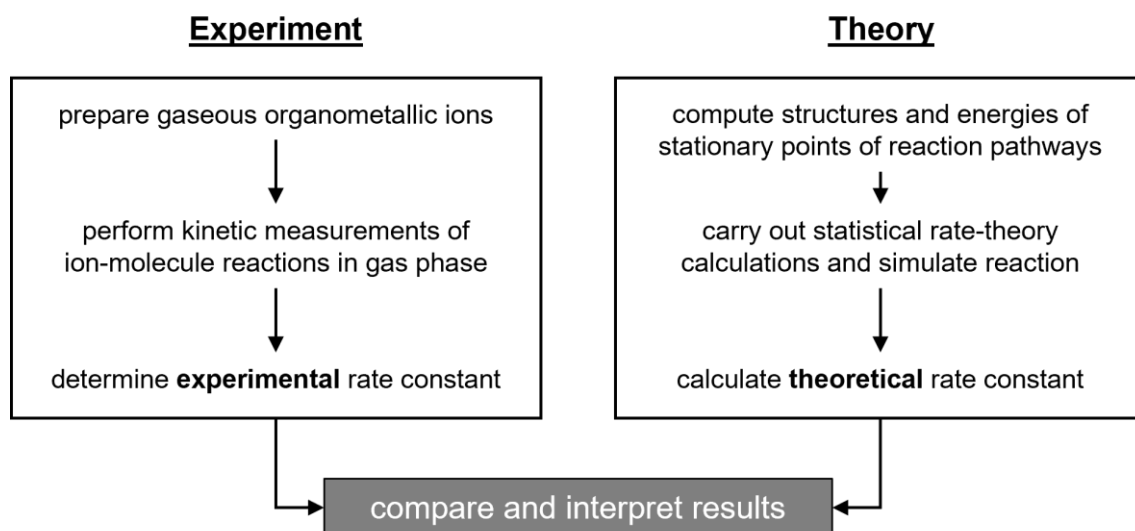 Experiment
prepare gaseous organometallic ions
perform kinetic measurements of
ion-molecule reactions in gas phase
determine experimental rate constant
Theory
compute structures and energies of
stationary points of reaction pathways
carry out statistical rate-theory
calculations and simulate reaction
calculate theoretical rate constant
compare and interpret results